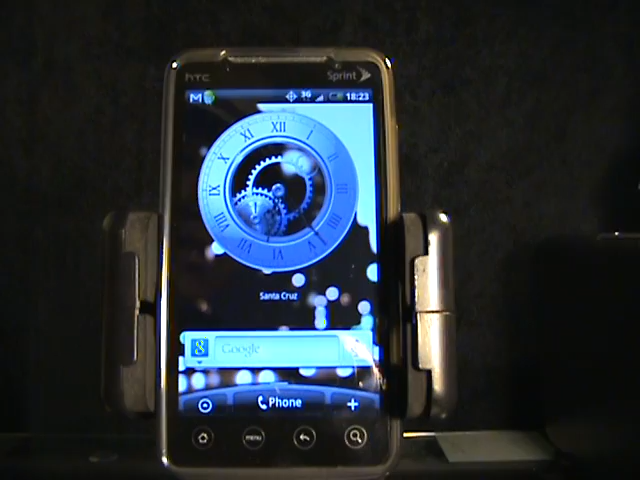 hTC
Sprint
3G
18:23
XII
I
II
III
IIII
V
VI
VII
VIII
IX
X
XI
Santa Cruz
8 Google
Phone
menu